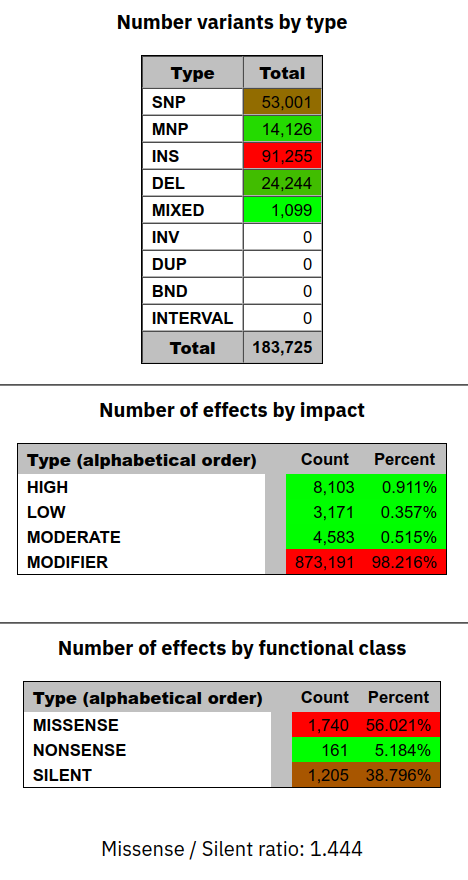 Number variants by type
Type Total
SNP 53,001
MNP 14,126
INS 91,255
DEL 24,244
MIXED 1,099
INV 0
DUP 0
BND 0
INTERVAL 0
Total 183,725
Number of effects by impact
Type (alphabetical order) Count Percent
HIGH 8,103 0.911%
LOW 3,171 0.357%
MODERATE 4,583 0.515%
MODIFIER 873,191 98.216%
Number of effects by functional class
Type (alphabetical order) Count Percent
MISSENSE 1,740 56.021%
NONSENSE 161 5.184%
SILENT 1,205 38.796%
Missense / Silent ratio: 1.444